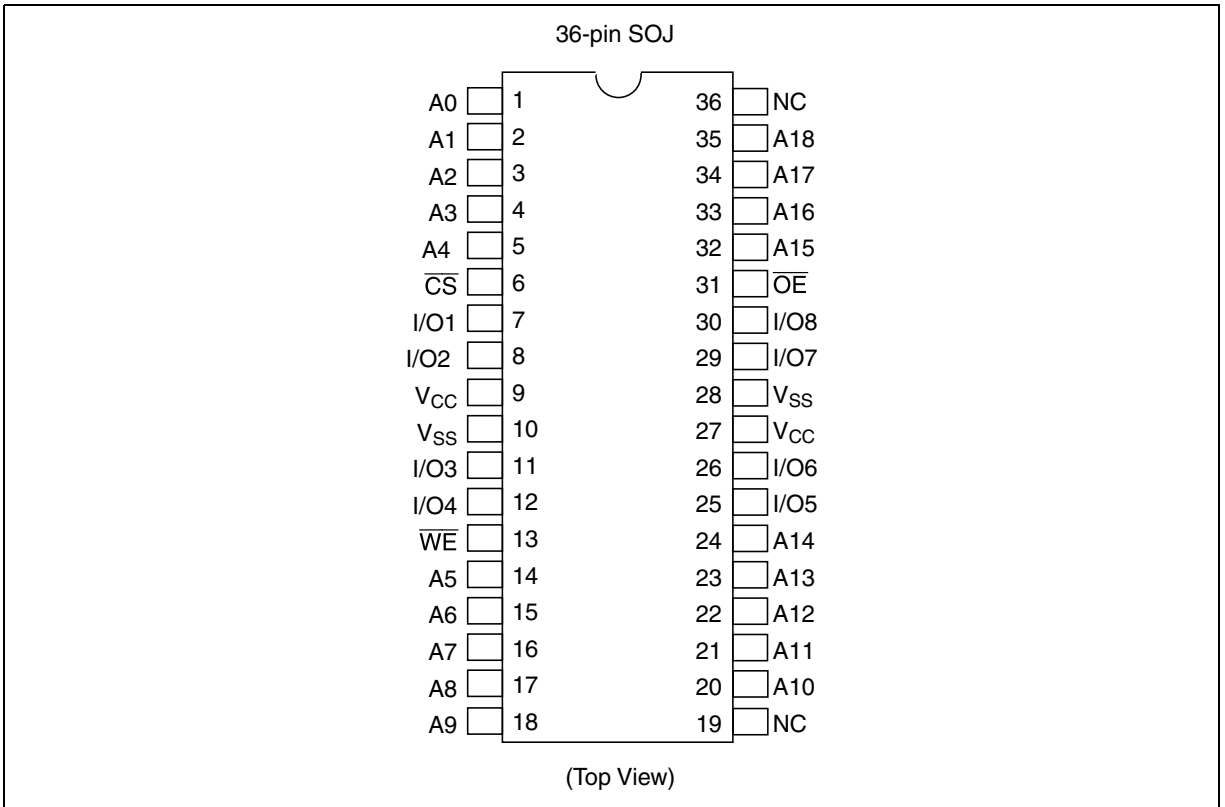 36-pin SOJ
A0 1 36 NC
A1 2 35 A18
A2 3 34 A17
A3 4 33 A16
A4 5 32 A15
C̅S̅ 6 31 O̅E̅
I/O1 7 30 I/O8
I/O2 8 29 I/O7
VCC 9 28 VSS
VSS 10 27 VCC
I/O3 11 26 I/O6
I/O4 12 25 I/O5
W̅E̅ 13 24 A14
A5 14 23 A13
A6 15 22 A12
A7 16 21 A11
A8 17 20 A10
A9 18 19 NC
(Top View)